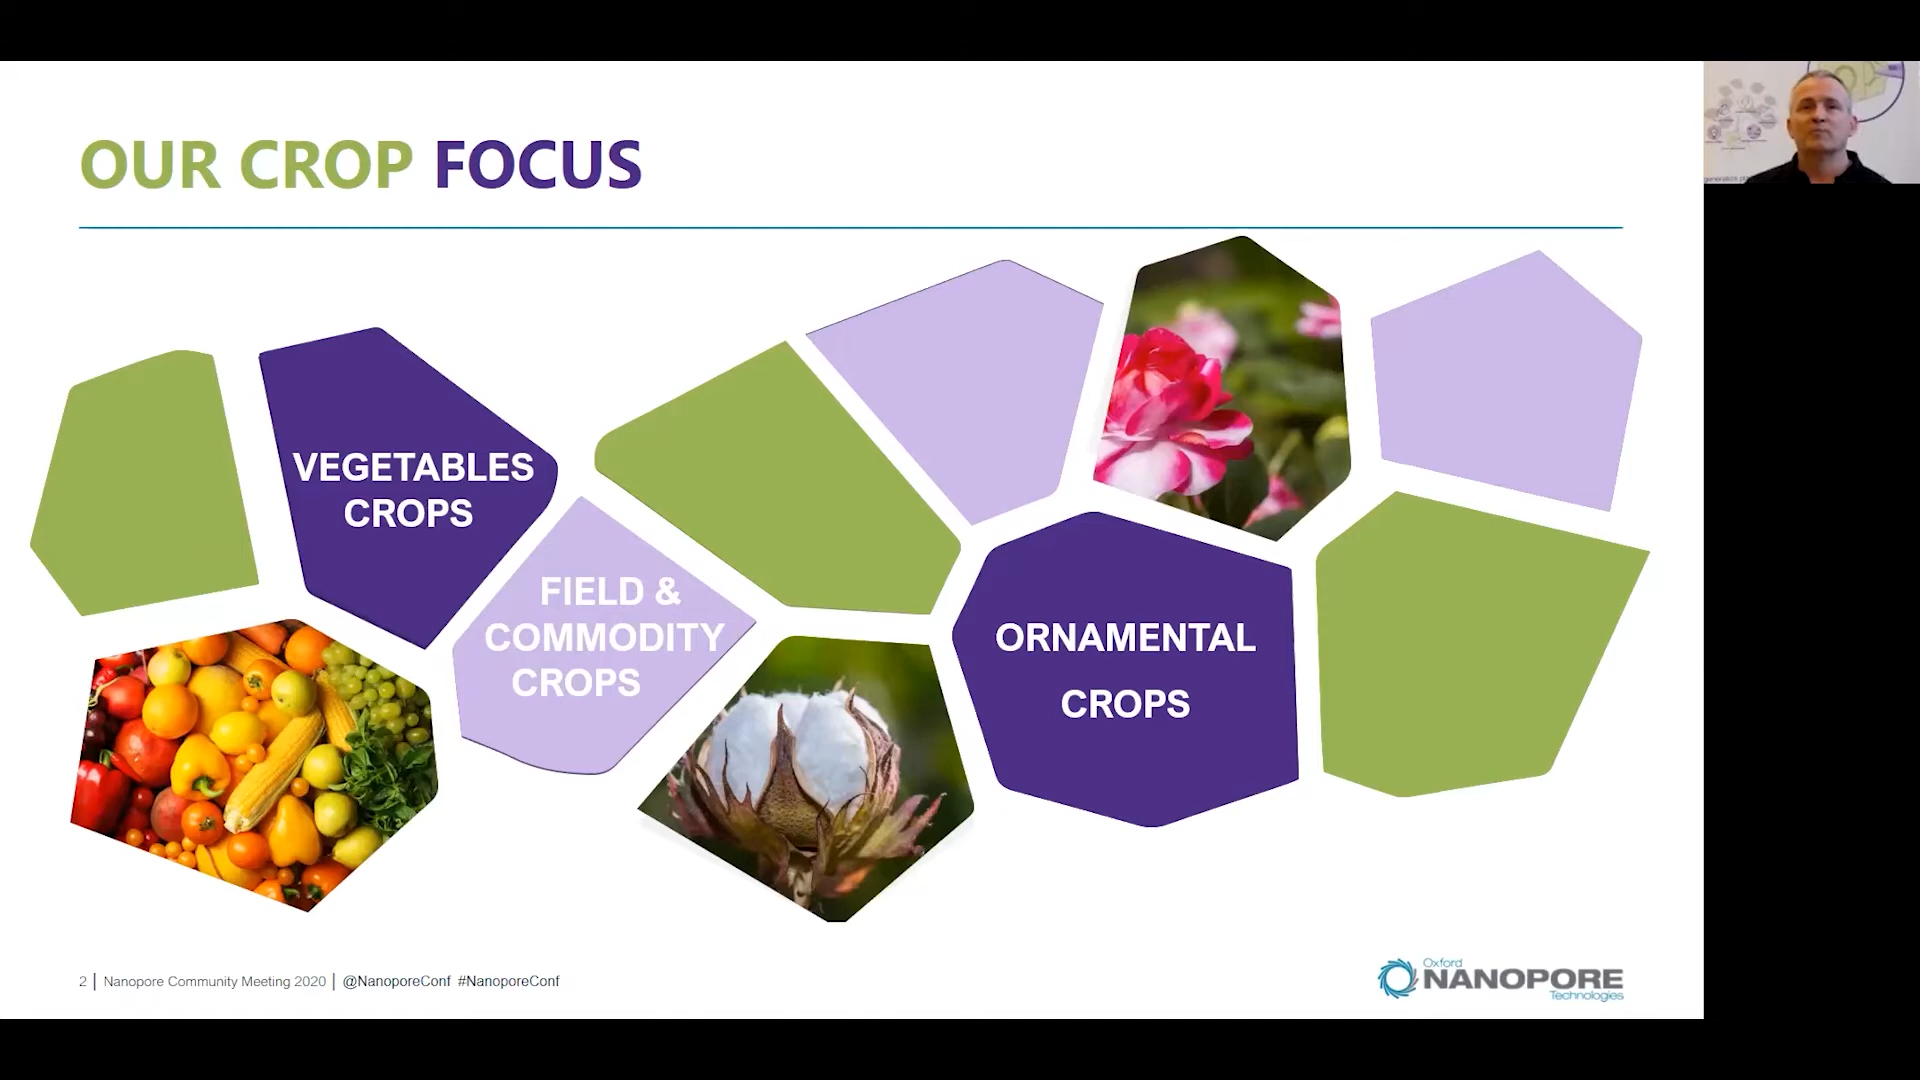 OUR CROP FOCUS
VEGETABLES
CROPS
FIELD &
COMMODITY
CROPS
ORNAMENTAL
CROPS
2 | Nanopore Community Meeting 2020 | @NanoporeConf #NanoporeConf
Oxford
NANOPORE
Technologies